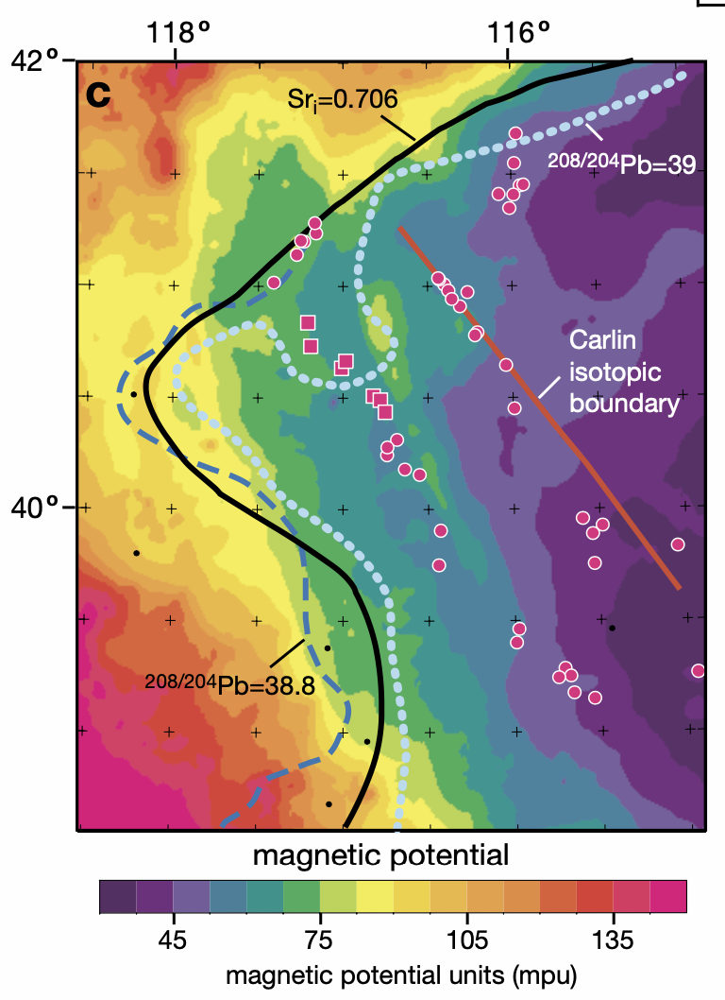 118° 116°
42°
C
Srᵢ=0.706
²⁰⁸/²⁰⁴Pb=39
Carlin
isotopic
boundary
40°
²⁰⁸/²⁰⁴Pb=38.8
magnetic potential
45 75 105 135
magnetic potential units (mpu)